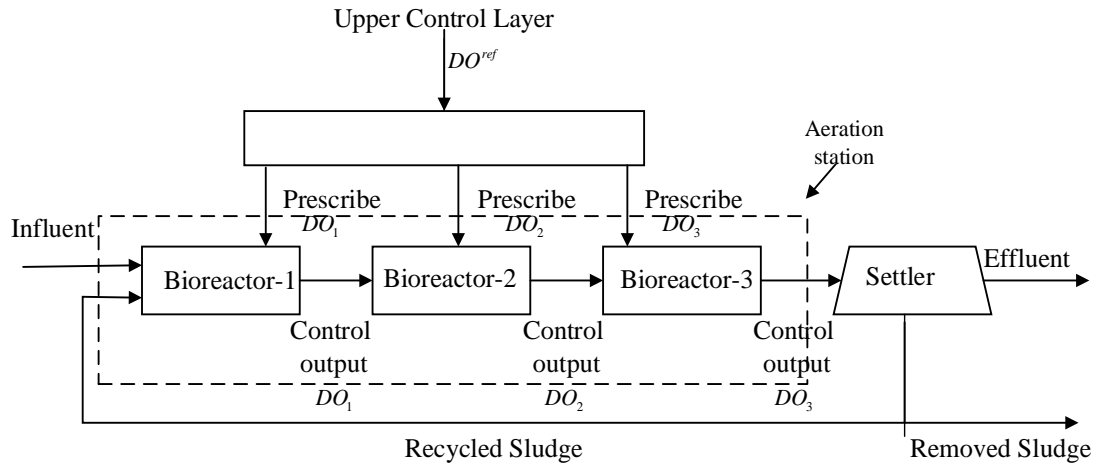 Upper Control Layer
DO^ref
Aeration
station
Prescribe
DO₁
Prescribe
DO₂
Prescribe
DO₃
Influent
Bioreactor-1
Bioreactor-2
Bioreactor-3
Settler
Effluent
Control
output
DO₁
Control
output
DO₂
Control
output
DO₃
Recycled Sludge
Removed Sludge